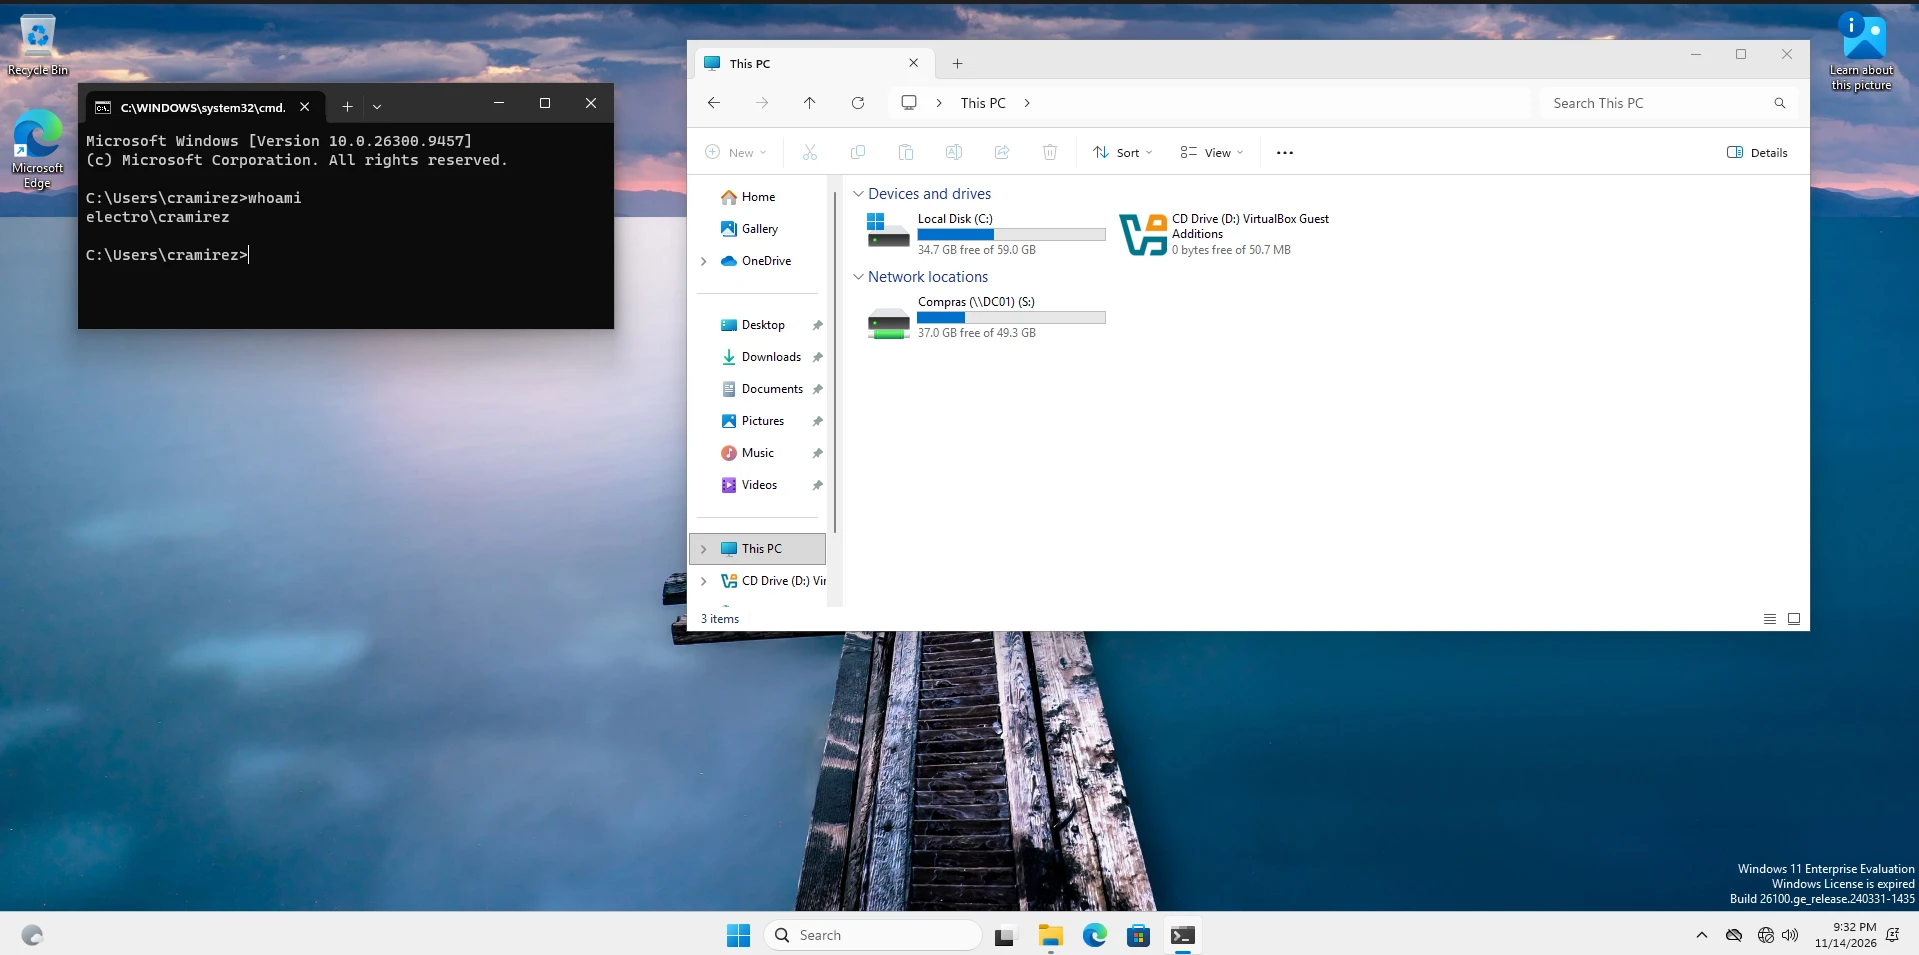 Recycle Bin
Microsoft
Edge
C:\WINDOWS\system32\cmd.
Microsoft Windows [Version 10.0.26300.9457]
(c) Microsoft Corporation. All rights reserved.
C:\Users\cramirez>whoami
electro\cramirez
C:\Users\cramirez>
This PC
This PC
Search This PC
New
Sort
View
Details
Home
Gallery
OneDrive
Desktop
Downloads
Documents
Pictures
Music
Videos
This PC
CD Drive (D:) Vir
Devices and drives
Local Disk (C:)
34.7 GB free of 59.0 GB
CD Drive (D:) VirtualBox Guest
Additions
0 bytes free of 50.7 MB
Network locations
Compras (\\DC01) (S:)
37.0 GB free of 49.3 GB
3 items
Learn about
this picture
Windows 11 Enterprise Evaluation
Windows License is expired
Build 26100.ge_release.240331-1435
Search
9:32 PM
11/14/2026